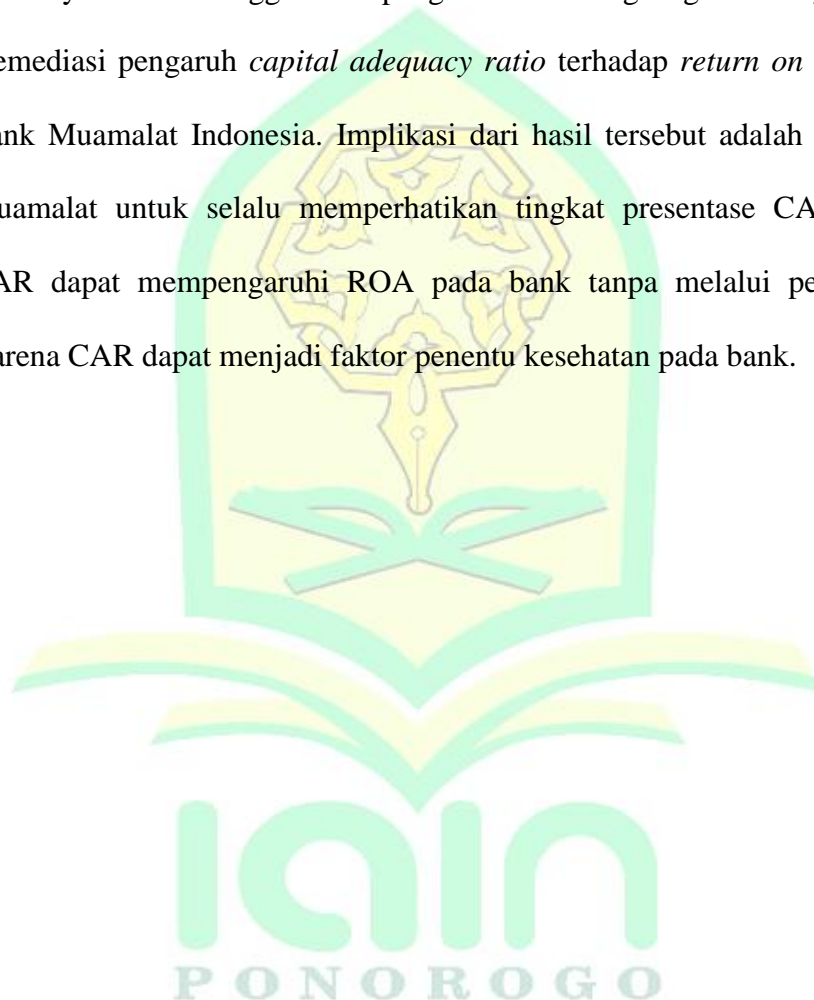 emediasi pengaruh capital adequacy ratio terhadap return on
ank Muamalat Indonesia. Implikasi dari hasil tersebut adalah
uamalat untuk selalu memperhatikan tingkat presentase CA
AR dapat mempengaruhi ROA pada bank tanpa melalui pe
arena CAR dapat menjadi faktor penentu kesehatan pada bank.
iain
PONOROGO